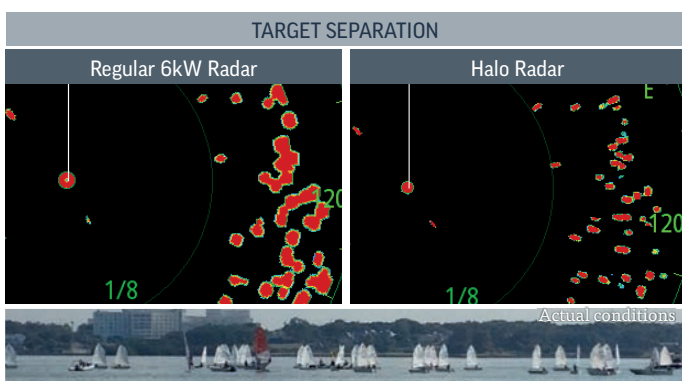 TARGET SEPARATION
Regular 6kW Radar
Halo Radar
E
120
120
1/8
1/8
Actual conditions